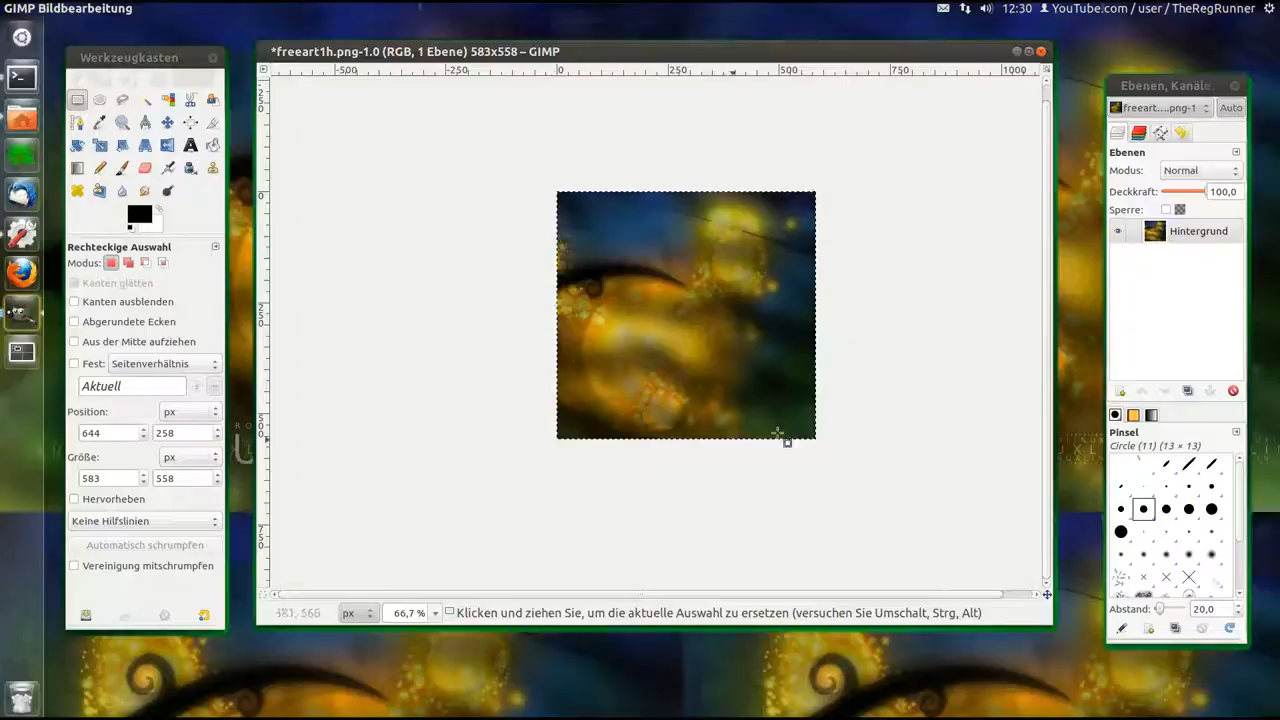 GIMP Bildbearbeitung
12:30 YouTube.com / user / TheRegRunner
Werkzeugkasten
*freeart1h.png-1.0 (RGB, 1 Ebene) 583x558 – GIMP
Ebenen, Kanäle
-500 -250 0 250 500 750 1000
freeart....png-1 Auto
Ebenen
Modus: Normal
Deckkraft: 100,0
Sperre:
Hintergrund
Rechteckige Auswahl
Modus:
Kanten glätten
Kanten ausblenden
Abgerundete Ecken
Aus der Mitte aufziehen
Fest: Seitenverhältnis
Aktuell
Position: px
644 258
Größe: px
583 558
Hervorheben
Keine Hilfslinien
Automatisch schrumpfen
Vereinigung mitschrumpfen
Pinsel
Circle (11) (13 × 13)
Abstand: 20,0
px 66,7 % Klicken und ziehen Sie, um die aktuelle Auswahl zu ersetzen (versuchen Sie Umschalt, Strg, Alt)